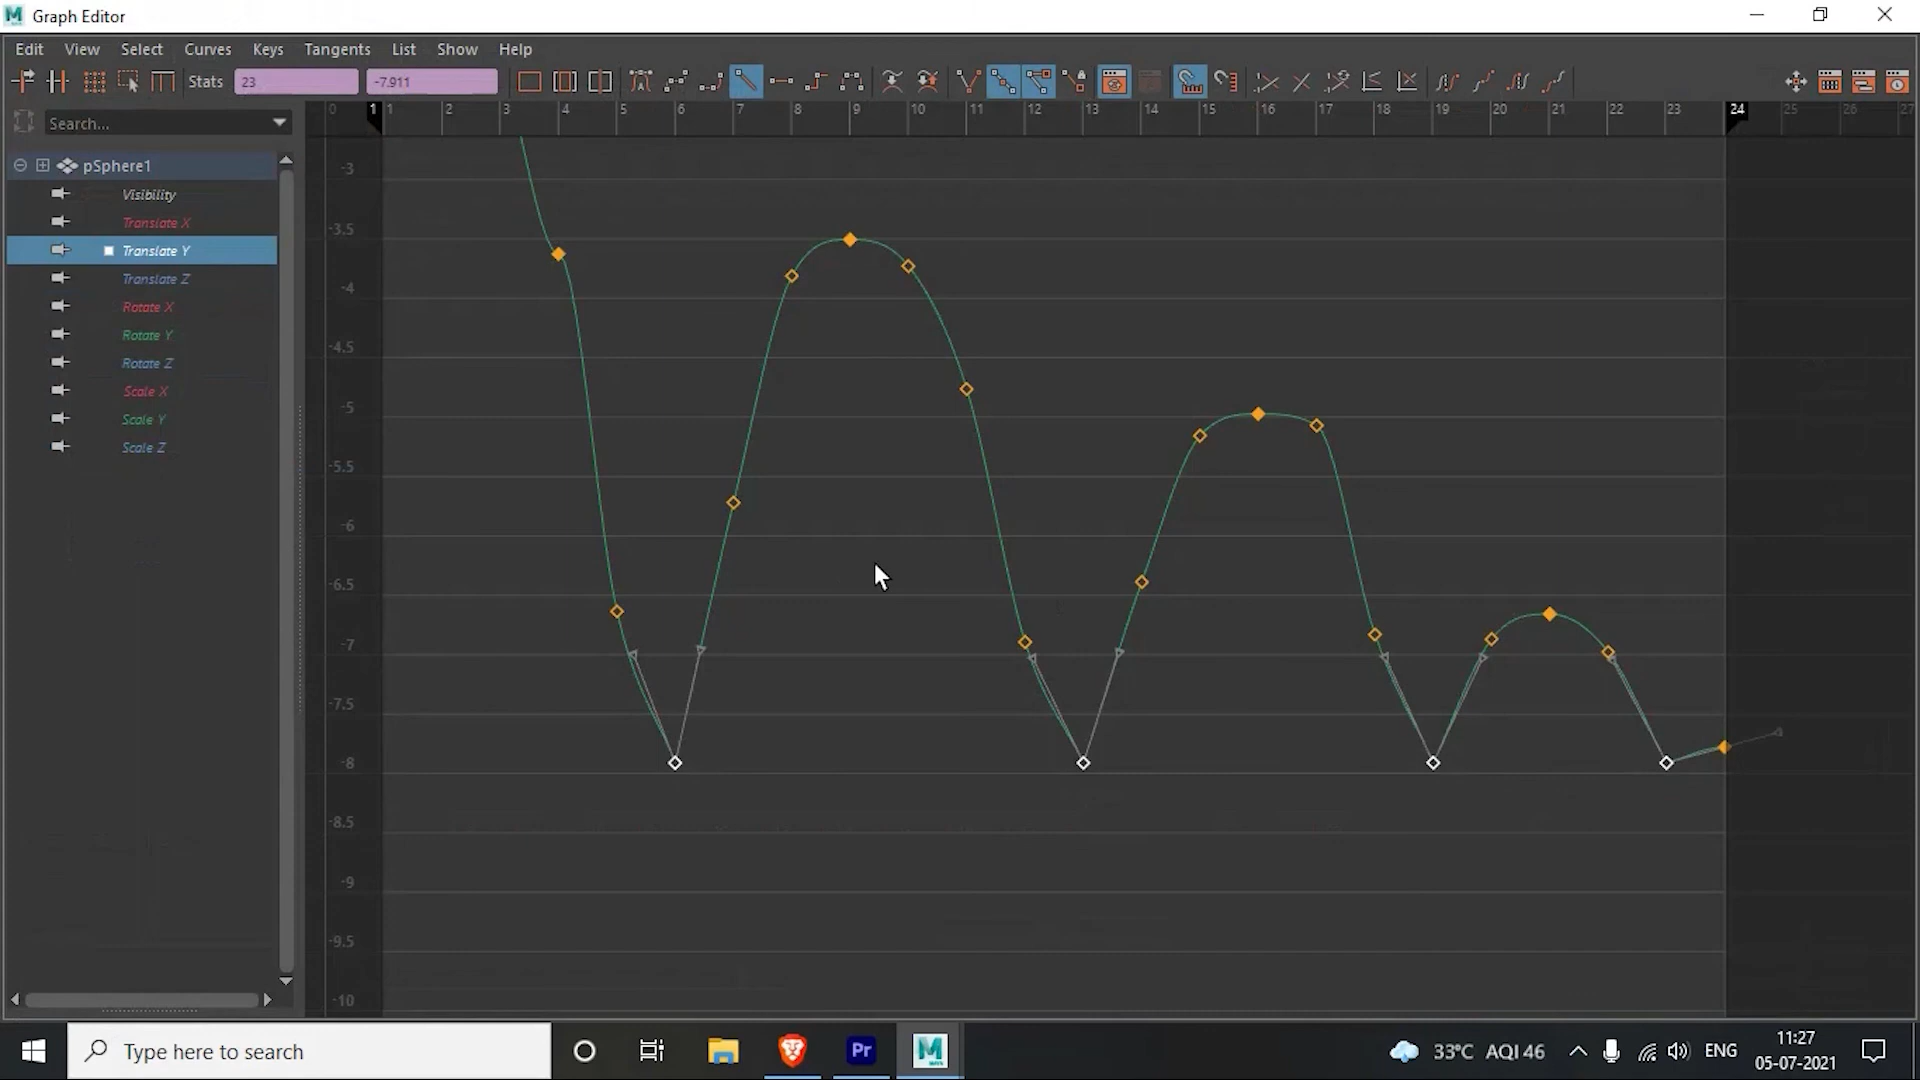 Graph Editor
Edit View Select Curves Keys Tangents List Show Help
Stats 23 -7.911
Search...
0 1 1 2 3 4 5 6 7 8 9 10 11 12 13 14 15 16 17 18 19 20 21 22 23 24 25 26 27
pSphere1
Visibility
Translate X
Translate Y
Translate Z
Rotate X
Rotate Y
Rotate Z
Scale X
Scale Y
Scale Z
-3
-3.5
-4
-4.5
-5
-5.5
-6
-6.5
-7
-7.5
-8
-8.5
-9
-9.5
-10
Type here to search
Pr
M
33°C AQI 46
ENG
11:27
05-07-2021